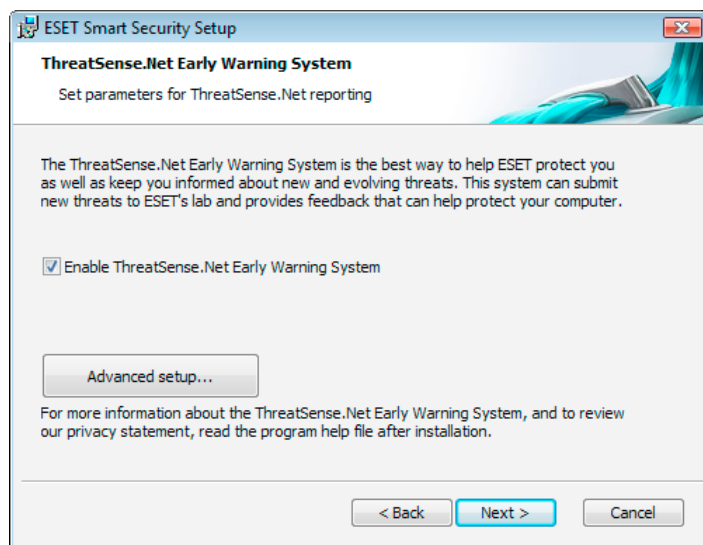 ESET Smart Security Setup
ThreatSense.Net Early Warning System
Set parameters for ThreatSense.Net reporting
The ThreatSense.Net Early Warning System is the best way to help ESET protect you
as well as keep you informed about new and evolving threats. This system can submit
new threats to ESET's lab and provides feedback that can help protect your computer.
Enable ThreatSense.Net Early Warning System
Advanced setup...
For more information about the ThreatSense.Net Early Warning System, and to review
our privacy statement, read the program help file after installation.
< Back Next > Cancel